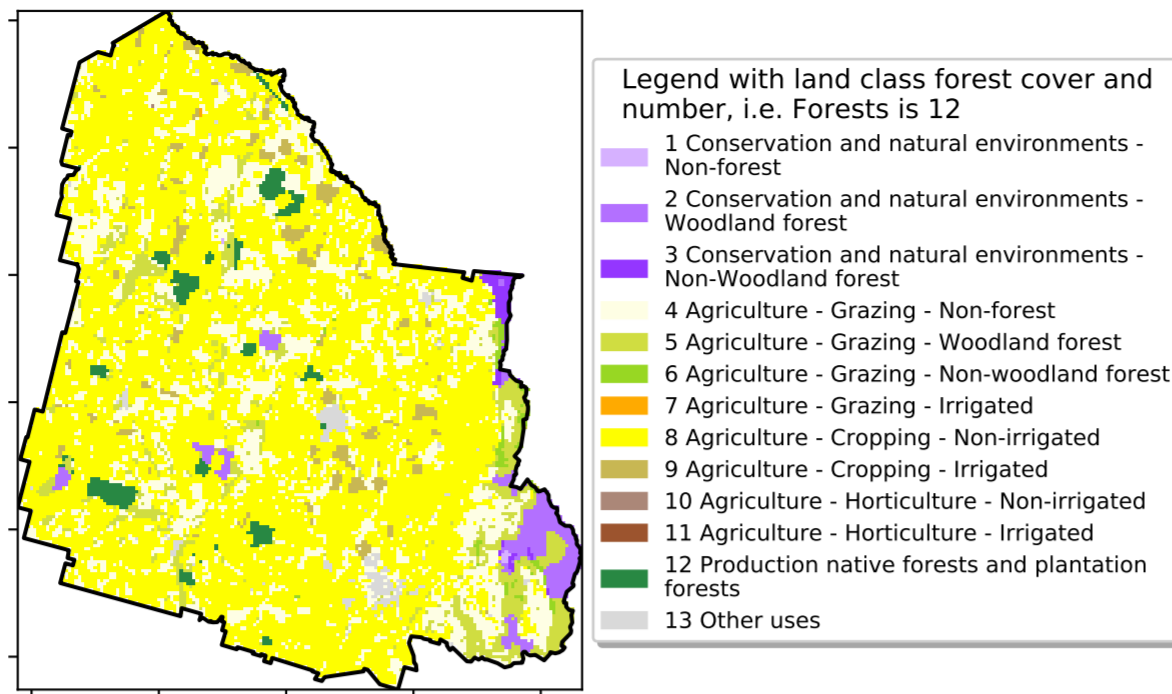 Legend with land class forest cover and
number, i.e. Forests is 12
1 Conservation and natural environments -
Non-forest
2 Conservation and natural environments -
Woodland forest
3 Conservation and natural environments -
Non-Woodland forest
4 Agriculture - Grazing - Non-forest
5 Agriculture - Grazing - Woodland forest
6 Agriculture - Grazing - Non-woodland forest
7 Agriculture - Grazing - Irrigated
8 Agriculture - Cropping - Non-irrigated
9 Agriculture - Cropping - Irrigated
10 Agriculture - Horticulture - Non-irrigated
11 Agriculture - Horticulture - Irrigated
12 Production native forests and plantation
forests
13 Other uses